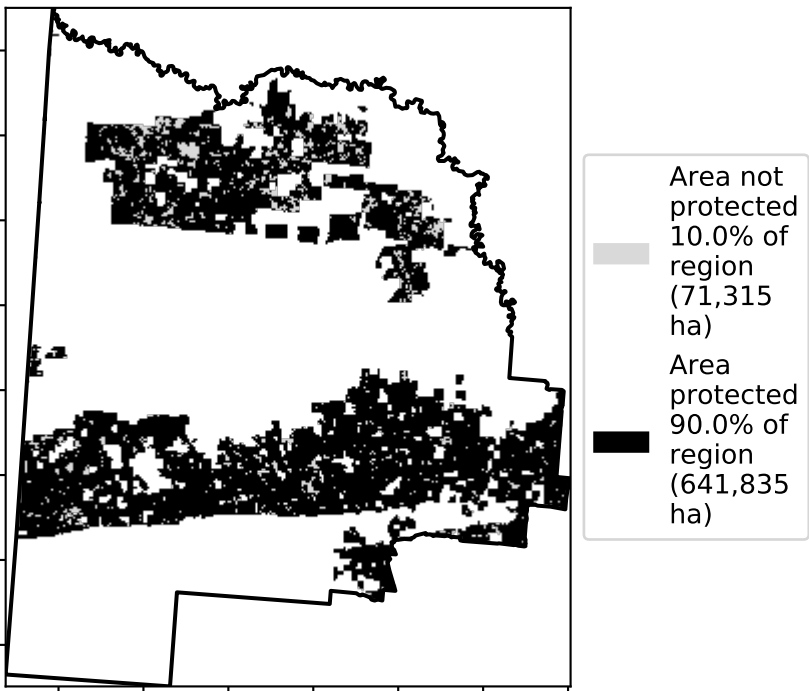 Area not
protected
10.0% of
region
(71,315
ha)
Area
protected
90.0% of
region
(641,835
ha)